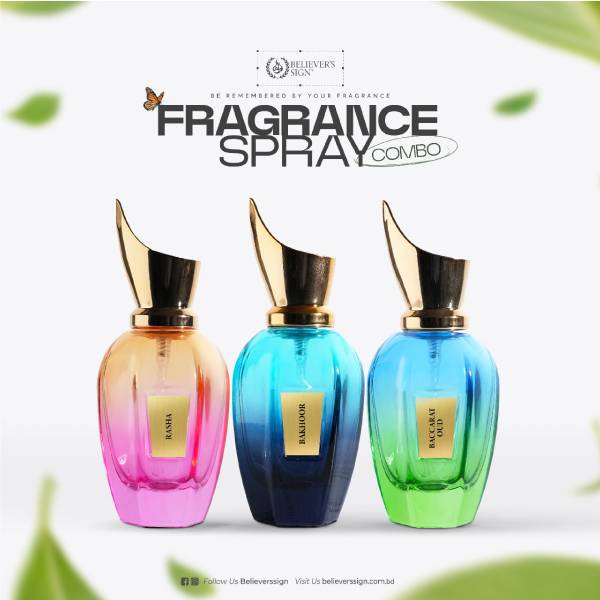 BELIEVER'S
SIGN
BE REMEMBERED BY YOUR FRAGRANCE
FRAGRANCE
SPRAY COMBO
RASHA
BAKHOOR
BACCARAT
OUD
Follow Us Believerssign Visit Us believerssign.com.bd